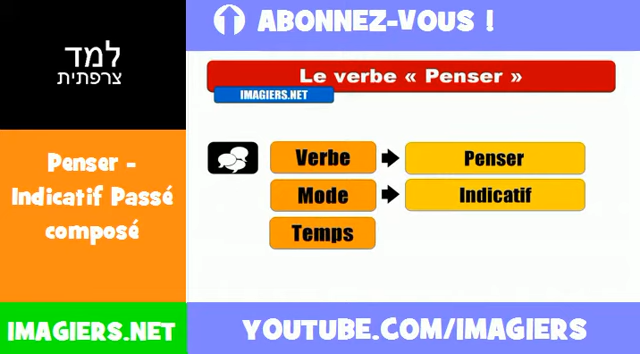 למד
צרפתית
Penser -
Indicatif Passé
composé
IMAGIERS.NET
ABONNEZ-VOUS !
Le verbe « Penser »
IMAGIERS.NET
Verbe
Penser
Mode
Indicatif
Temps
YOUTUBE.COM/IMAGIERS